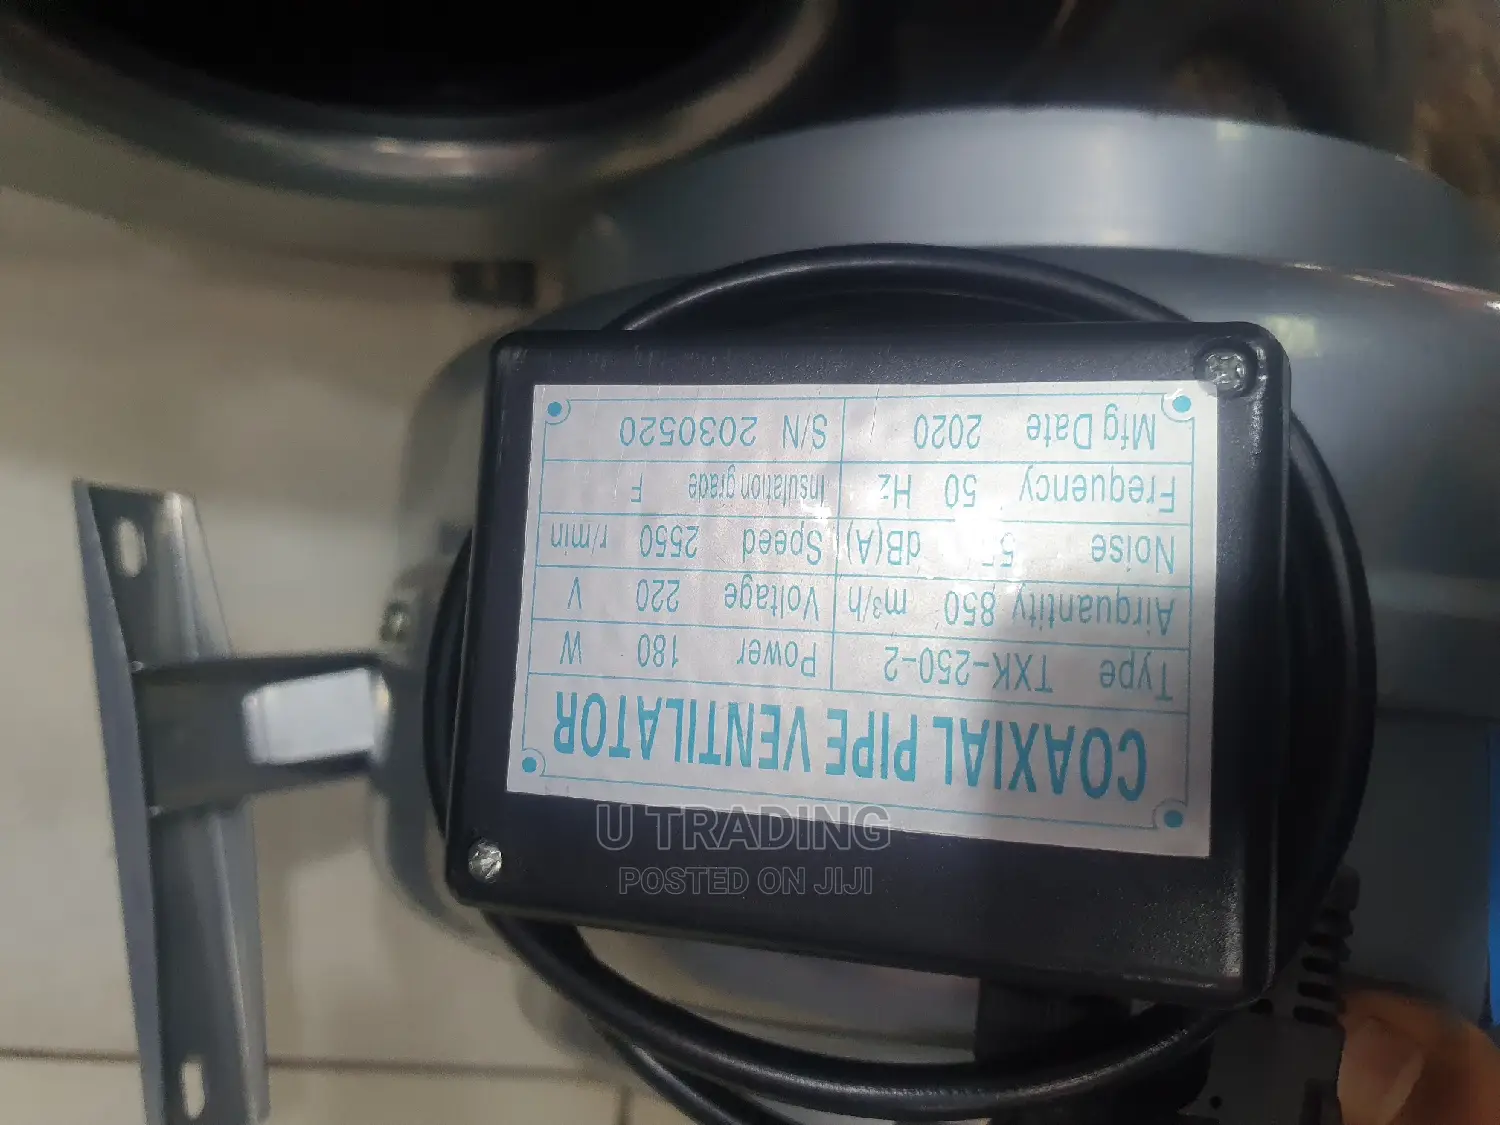 COAXIAL PIPE VENTILATOR
Type TXK-250-2 Power 180 W
Airquantity 850 m³/h Voltage 220 V
Noise dB(A) Speed 2550 r/min
Frequency 50 Hz Insulation grade F
Mfg Date 2020 S/N 2030520
U TRADING
POSTED ON JIJI